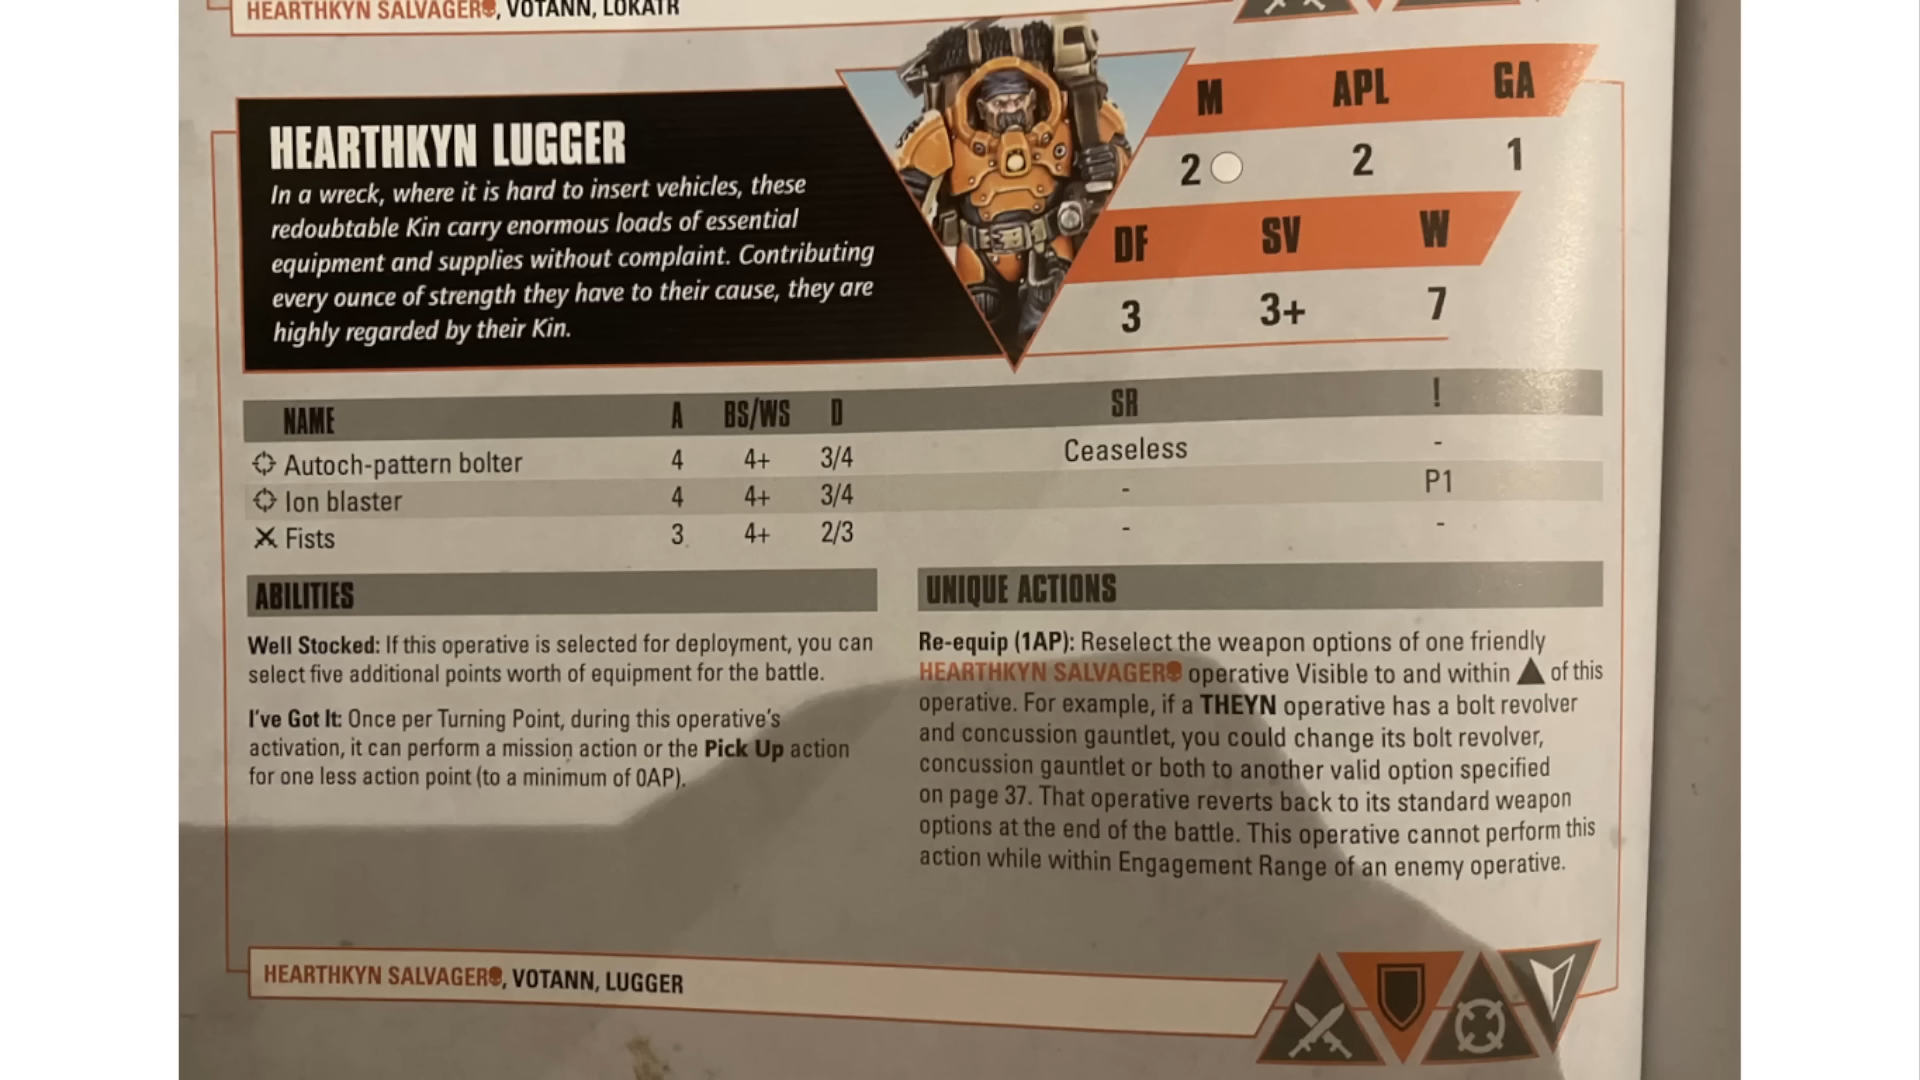 HEARTHKYN SALVAGER, VOTANN, LOKATR
HEARTHKYN LUGGER
In a wreck, where it is hard to insert vehicles, these
redoubtable Kin carry enormous loads of essential
equipment and supplies without complaint. Contributing
every ounce of strength they have to their cause, they are
highly regarded by their Kin.
M APL GA
2 2 1
DF SV W
3 3+ 7
NAME A BS/WS D SR !
Autoch-pattern bolter 4 4+ 3/4 Ceaseless -
Ion blaster 4 4+ 3/4 - P1
Fists 3 4+ 2/3 - -
ABILITIES
Well Stocked: If this operative is selected for deployment, you can
select five additional points worth of equipment for the battle.
I've Got It: Once per Turning Point, during this operative's
activation, it can perform a mission action or the Pick Up action
for one less action point (to a minimum of 0AP).
UNIQUE ACTIONS
Re-equip (1AP): Reselect the weapon options of one friendly
HEARTHKYN SALVAGER operative Visible to and within ▲ of this
operative. For example, if a THEYN operative has a bolt revolver
and concussion gauntlet, you could change its bolt revolver,
concussion gauntlet or both to another valid option specified
on page 37. That operative reverts back to its standard weapon
options at the end of the battle. This operative cannot perform this
action while within Engagement Range of an enemy operative.
HEARTHKYN SALVAGER, VOTANN, LUGGER